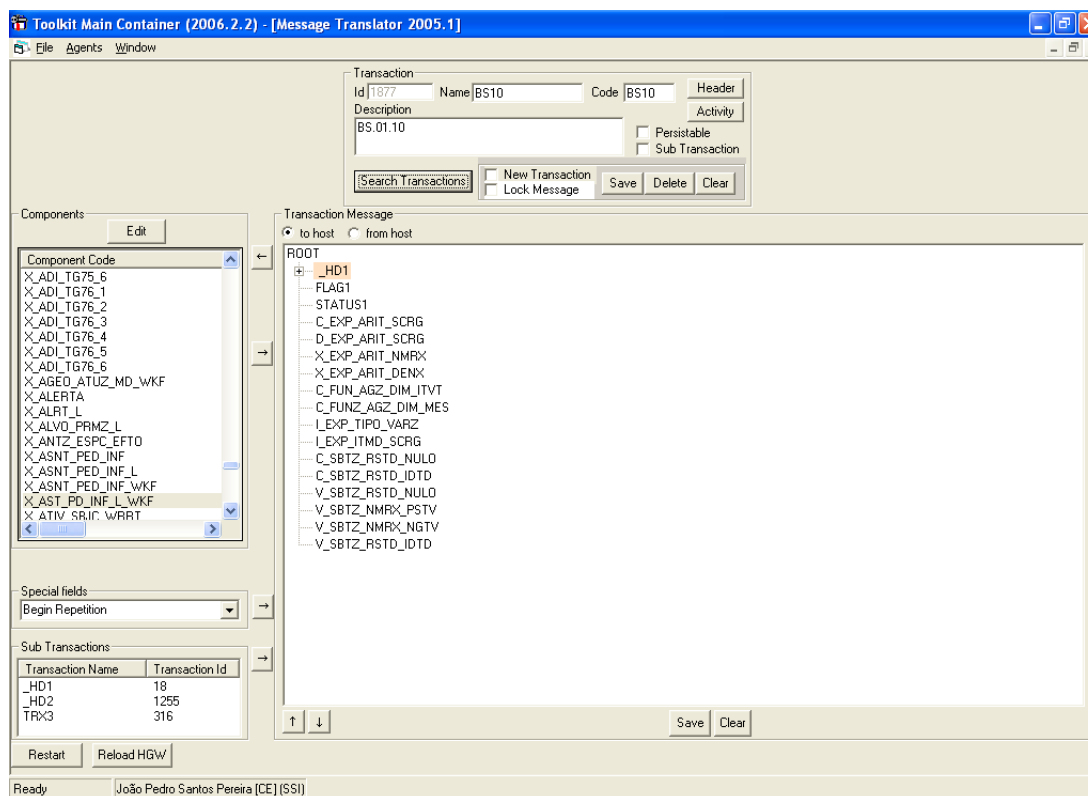 Toolkit Main Container (2006.2.2) - [Message Translator 2005.1]
File Agents Window
Transaction
Id 1877 Name BS10 Code BS10 Header
Description Activity
BS.01.10
Persistable
Sub Transaction
Search Transactions New Transaction Save Delete Clear
Lock Message
Components
Edit
Component Code
X_ADI_TG75_6
X_ADI_TG76_1
X_ADI_TG76_2
X_ADI_TG76_3
X_ADI_TG76_4
X_ADI_TG76_5
X_ADI_TG76_6
X_AGEO_ATUZ_MD_WKF
X_ALERTA
X_ALRT_L
X_ALVO_PRMZ_L
X_ANTZ_ESPC_EFTO
X_ASNT_PED_INF
X_ASNT_PED_INF_L
X_ASNT_PED_INF_WKF
X_AST_PD_INF_L_WKF
X_ATIV_SBJC_WRRT
Special fields
Begin Repetition
Sub Transactions
Transaction Name Transaction Id
_HD1 18
_HD2 1255
TRX3 316
Restart Reload HGW
Transaction Message
to host from host
ROOT
_HD1
FLAG1
STATUS1
C_EXP_ARIT_SCRG
D_EXP_ARIT_SCRG
X_EXP_ARIT_NMRX
X_EXP_ARIT_DENX
C_FUN_AGZ_DIM_ITVT
C_FUNZ_AGZ_DIM_MES
I_EXP_TIPO_VARZ
I_EXP_ITMD_SCRG
C_SBTZ_RSTD_NULO
C_SBTZ_RSTD_IDTD
V_SBTZ_RSTD_NULO
V_SBTZ_NMRX_PSTV
V_SBTZ_NMRX_NGTV
V_SBTZ_RSTD_IDTD
Save Clear
Ready João Pedro Santos Pereira [CE] (SSI)